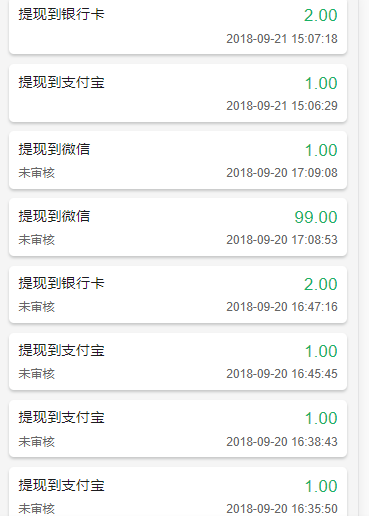 提现到银行卡 2.00
2018-09-21 15:07:18
提现到支付宝 1.00
2018-09-21 15:06:29
提现到微信 1.00
未审核 2018-09-20 17:09:08
提现到微信 99.00
未审核 2018-09-20 17:08:53
提现到银行卡 2.00
未审核 2018-09-20 16:47:16
提现到支付宝 1.00
未审核 2018-09-20 16:45:45
提现到支付宝 1.00
未审核 2018-09-20 16:38:43
提现到支付宝 1.00
未审核 2018-09-20 16:35:50